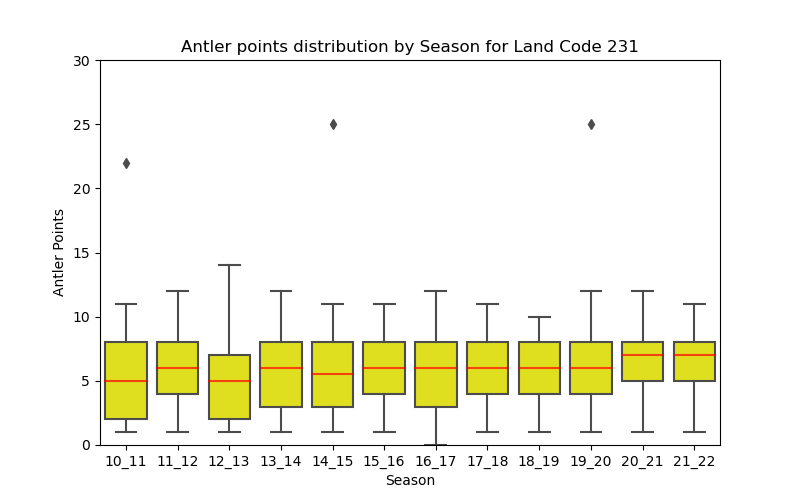 Antler points distribution by Season for Land Code 231
30
25
20
15
10
5
0
Antler Points
10_11 11_12 12_13 13_14 14_15 15_16 16_17 17_18 18_19 19_20 20_21 21_22
Season